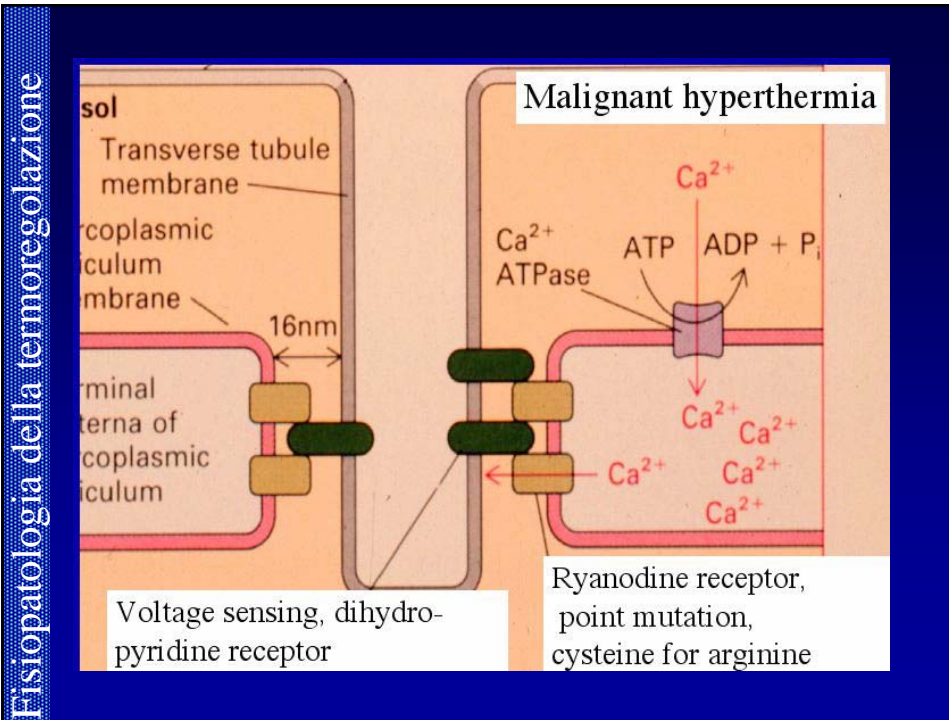 Fisiopatologia della termoregolazione
Malignant hyperthermia
sol
Transverse tubule
membrane
rcoplasmic
iculum
embrane
16nm
rminal
terna of
rcoplasmic
iculum
Ca²⁺
Ca²⁺
ATPase
ATP
ADP + Pᵢ
Ca²⁺
Ca²⁺
Ca²⁺
Ca²⁺
Ca²⁺
Voltage sensing, dihydro-
pyridine receptor
Ryanodine receptor,
point mutation,
cysteine for arginine